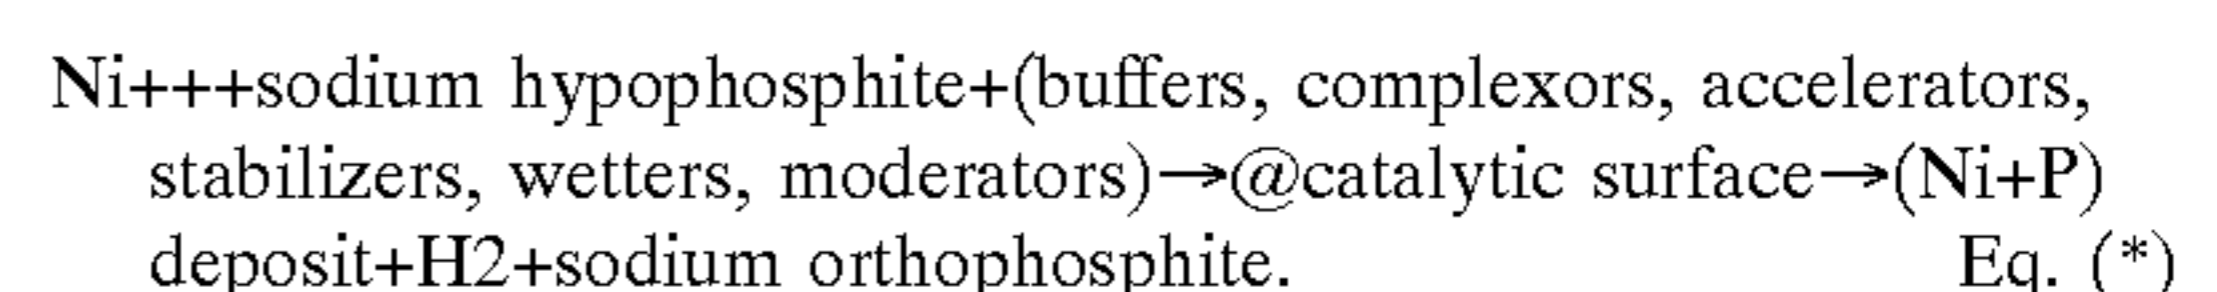 Ni+++sodium hypophosphite+(buffers, complexors, accelerators,
stabilizers, wetters, moderators)→@catalytic surface→(Ni+P)
deposit+H2+sodium orthophosphite. Eq. (*)